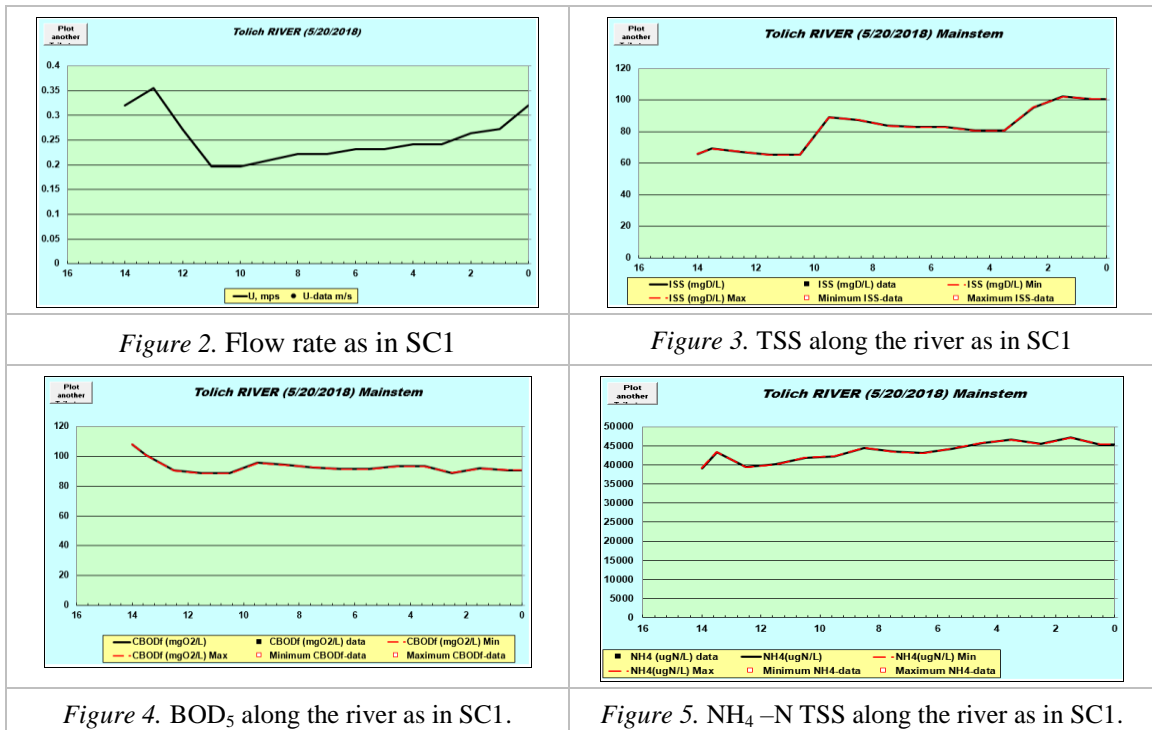 Plot
another
Tolich RIVER (5/20/2018)
0.4
0.35
0.3
0.25
0.2
0.15
0.1
0.05
0
16 14 12 10 8 6 4 2 0
U, mps U-data m/s
Figure 2. Flow rate as in SC1
Tolich RIVER (5/20/2018) Mainstem
120
100
80
60
40
20
0
16 14 12 10 8 6 4 2 0
ISS (mgD/L) ISS (mgD/L) data -ISS (mgD/L) Min
-ISS (mgD/L) Max Minimum ISS-data Maximum ISS-data
Figure 3. TSS along the river as in SC1
Plot
another
Tolich RIVER (5/20/2018) Mainstem
120
100
80
60
40
20
0
16 14 12 10 8 6 4 2 0
CBODf (mgO2/L) CBODf (mgO2/L) data -CBODf (mgO2/L) Min
-CBODf (mgO2/L) Max Minimum CBODf-data Maximum CBODf-data
Figure 4. BOD5 along the river as in SC1.
Plot
another
Tolich RIVER (5/20/2018) Mainstem
50000
45000
40000
35000
30000
25000
20000
15000
10000
5000
0
16 14 12 10 8 6 4 2 0
NH4 (ugN/L) data NH4(ugN/L) -NH4(ugN/L) Min
-NH4(ugN/L) Max Minimum NH4-data Maximum NH4-data
Figure 5. NH4 –N TSS along the river as in SC1.